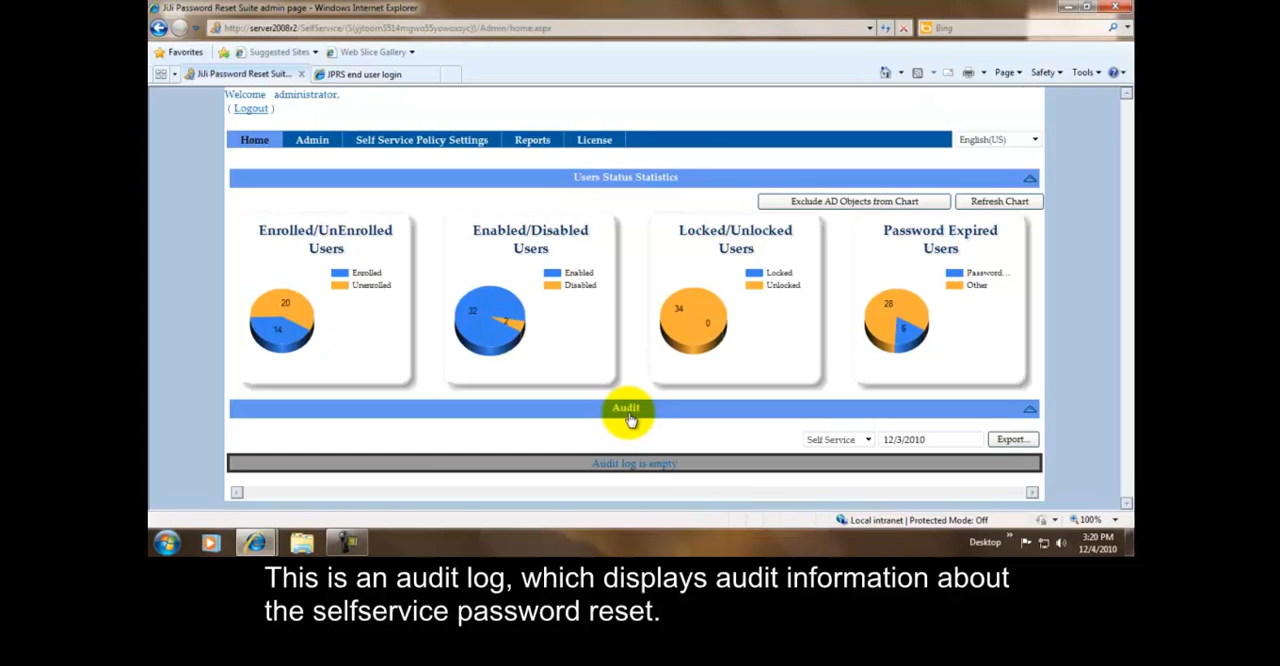 JiJi Password Reset Suite admin page - Windows Internet Explorer
Bing
Favorites Suggested Sites Web Slice Gallery
JiJi Password Reset Suit... JPRS end user login Page Safety Tools
Welcome administrator,
( Logout )
Home Admin Self Service Policy Settings Reports License English(US)
Users Status Statistics
Exclude AD Objects from Chart Refresh Chart
Enrolled/UnEnrolled Users
Enrolled
Unenrolled
20
14
Enabled/Disabled Users
Enabled
Disabled
32
2
Locked/Unlocked Users
Locked
Unlocked
34
0
Password Expired Users
Password...
Other
28
6
Audit
Self Service 12/3/2010 Export...
Audit log is empty
Local intranet | Protected Mode: Off 100%
Desktop 3:20 PM
12/4/2010
This is an audit log, which displays audit information about
the selfservice password reset.